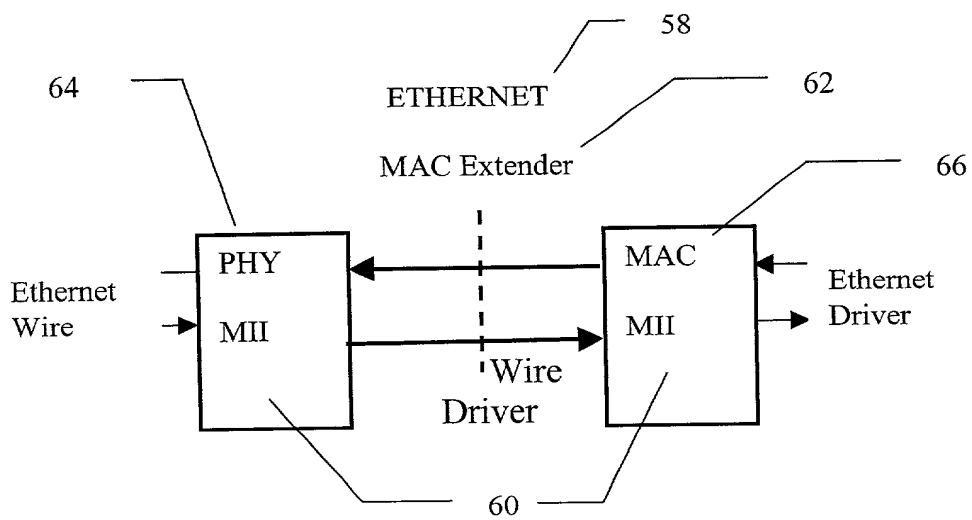 58
64
ETHERNET
62
MAC Extender
66
PHY
MAC
Ethernet
Wire
MII
MII
Ethernet
Driver
Wire
Driver
60